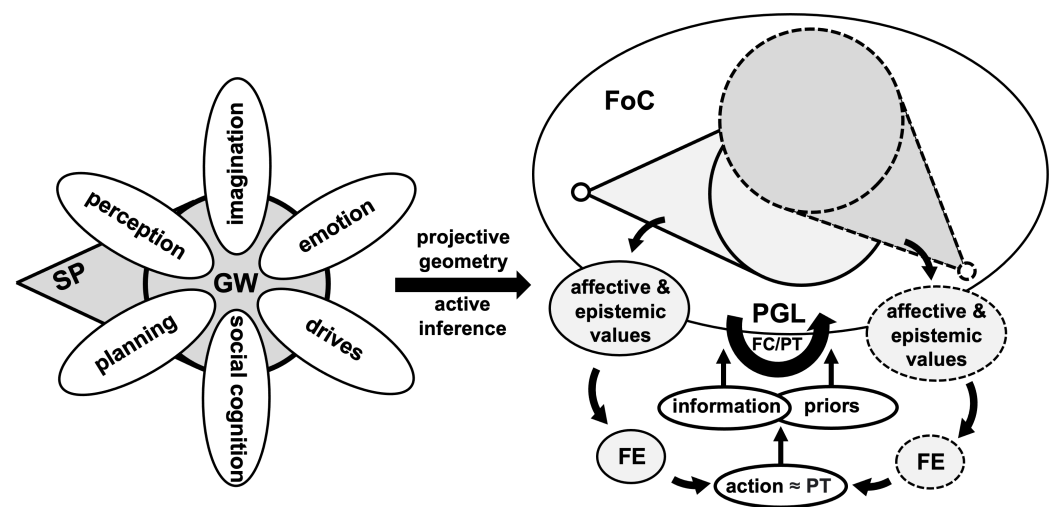 imagination
perception
emotion
SP
GW
planning
drives
social cognition
projective
geometry
active
inference
FoC
affective &
epistemic
values
PGL
FC/PT
affective &
epistemic
values
information
priors
FE
FE
action ≈ PT